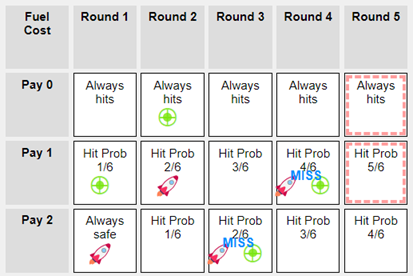 Fuel Cost Round 1 Round 2 Round 3 Round 4 Round 5
Pay 0 Always hits Always hits Always hits Always hits Always hits
Pay 1 Hit Prob 1/6 Hit Prob 2/6 Hit Prob 3/6 Hit Prob 4/6 MISS Hit Prob 5/6
Pay 2 Always safe Hit Prob 1/6 Hit Prob 2/6 MISS Hit Prob 3/6 Hit Prob 4/6